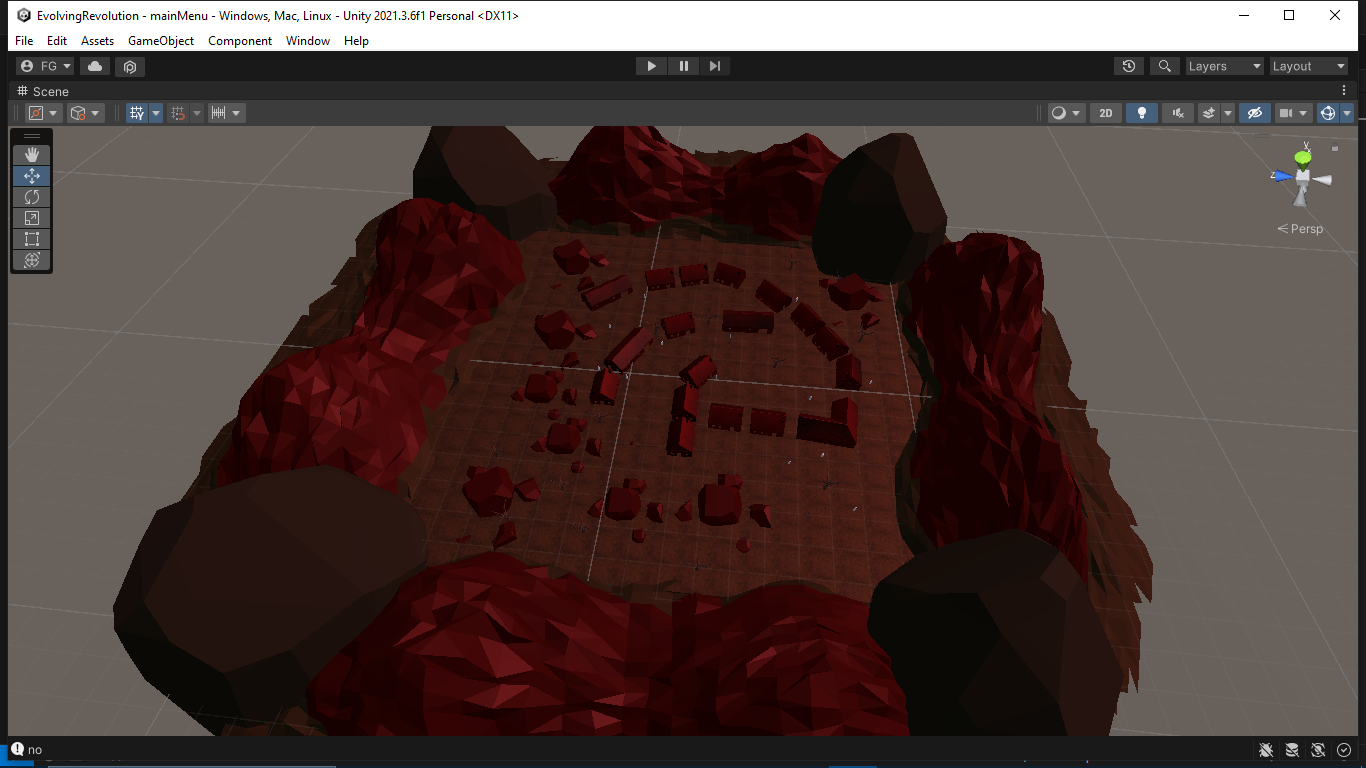 EvolvingRevolution - mainMenu - Windows, Mac, Linux - Unity 2021.3.6f1 Personal <DX11>
File Edit Assets GameObject Component Window Help
FG Layers Layout
Scene
2D
y
x
z
Persp
no